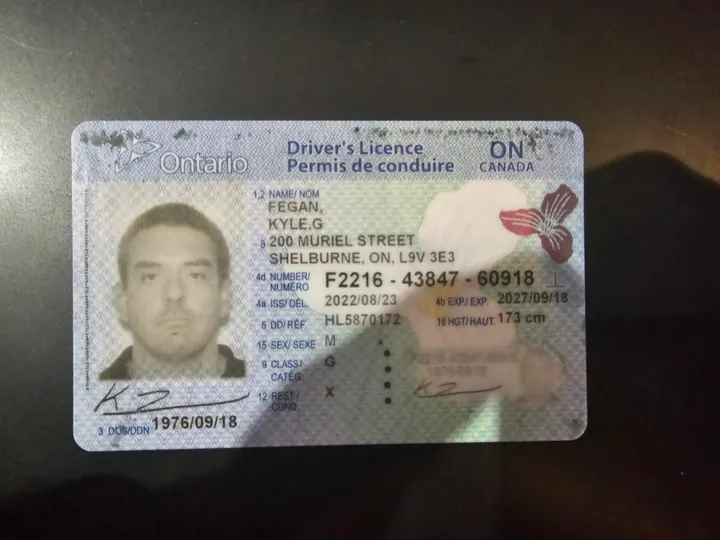 Ontario
Driver's Licence
Permis de conduire
ON
CANADA
1,2 NAME/ NOM
FEGAN,
KYLE,G
8 200 MURIEL STREET
SHELBURNE, ON, L9V 3E3
4d NUMBER/ NUMÉRO F2216 - 43847 - 60918
4a ISS/ DÉL. 2022/08/23 4b EXP./ EXP. 2027/09/18
5 DD/RÉF. HL5870172 16 HGT/HAUT. 173 cm
15 SEX/ SEXE M
9 CLASS/ CATÉG. G
12 REST./ COND. X
3 DOB/DDN 1976/09/18